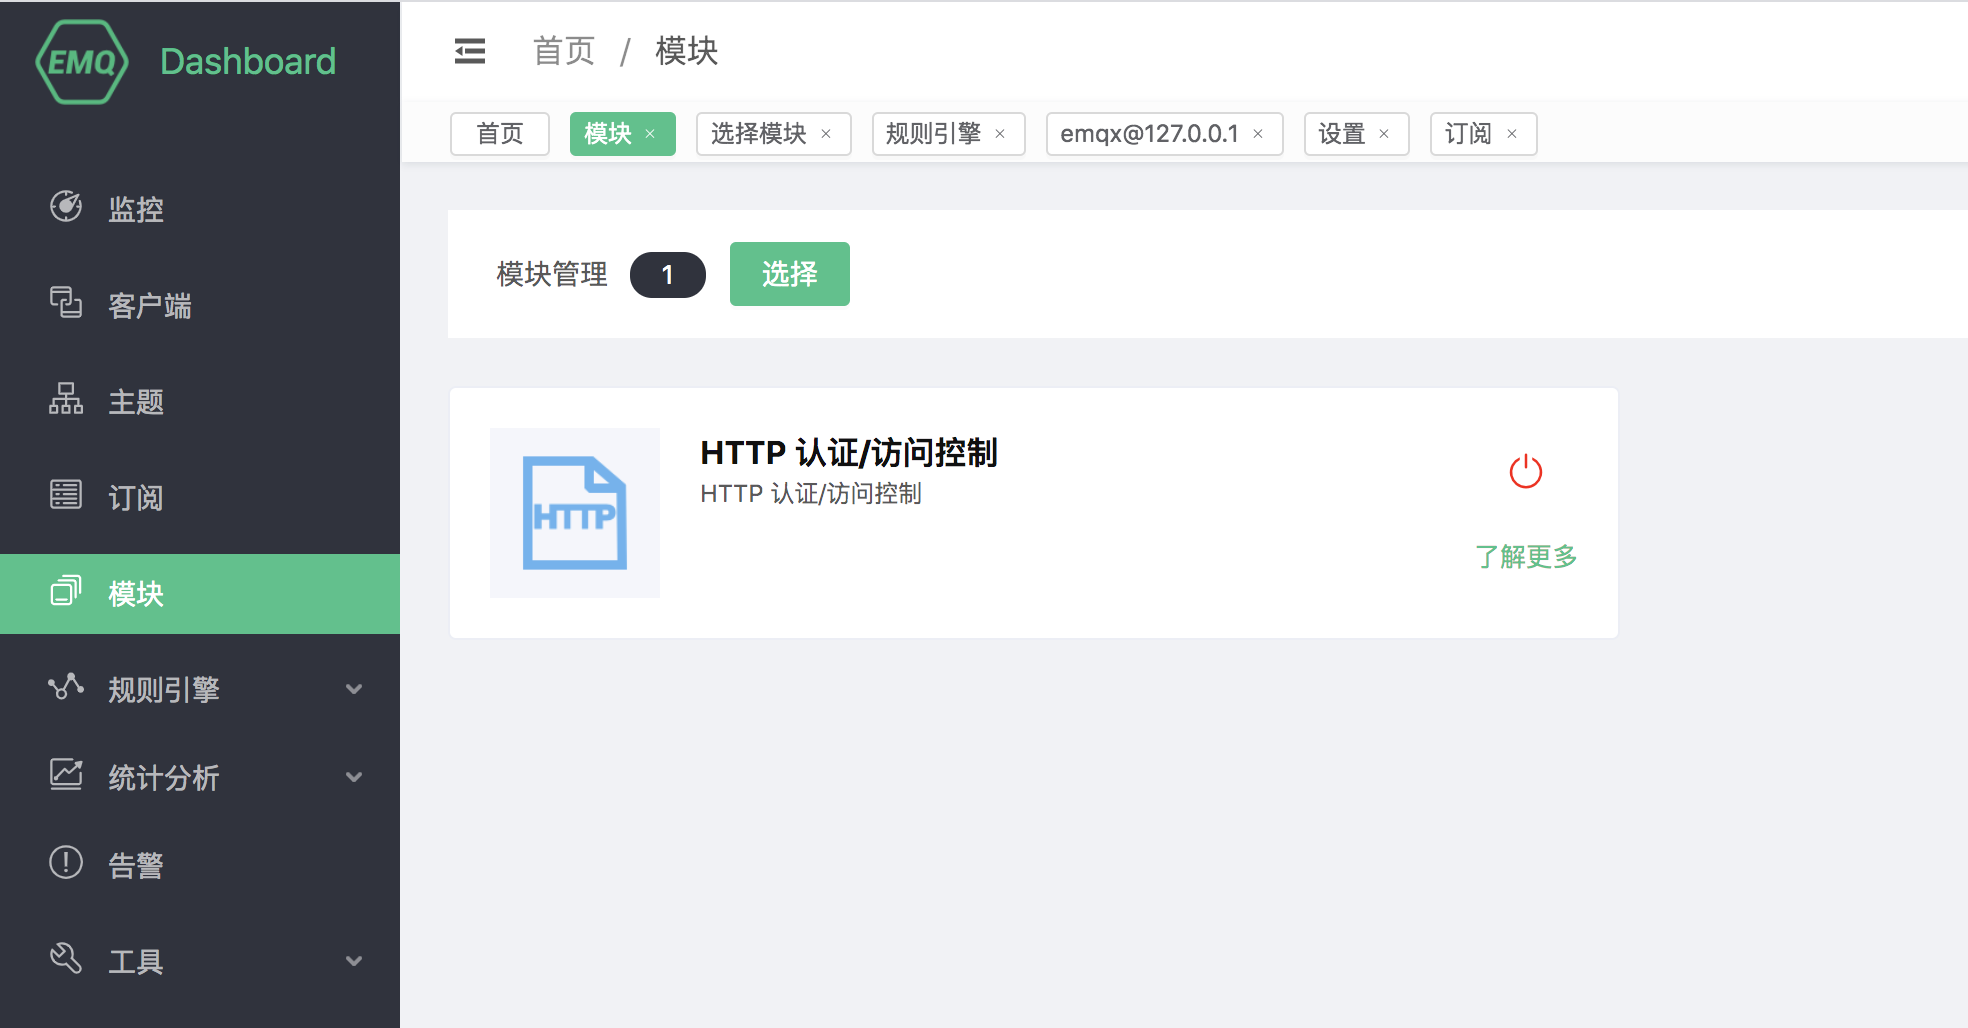 EMQ Dashboard
监控
客户端
主题
订阅
模块
规则引擎
统计分析
告警
工具
首页 / 模块
首页 模块 × 选择模块 × 规则引擎 × emqx@127.0.0.1 × 设置 × 订阅 ×
模块管理 1 选择
HTTP
HTTP 认证/访问控制
HTTP 认证/访问控制
了解更多